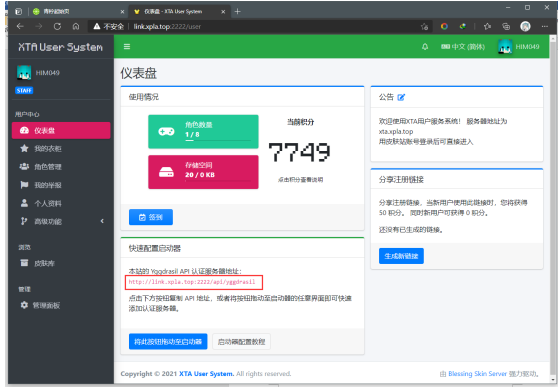 青柠起始页
仪表盘 - XTA User System
不安全 | link.xpla.top:2222/user
XTA User System
中文 (简体)
HIM049
HIM049
STAFF
用户中心
仪表盘
我的衣柜
角色管理
我的举报
个人资料
高级功能
浏览
皮肤库
管理
管理面板
仪表盘
使用情况
角色数量
1 / 8
存储空间
20 / 0 KB
当前积分
7749
点击积分查看说明
签到
快速配置启动器
本站的 Yggdrasil API 认证服务器地址：
http://link.xpla.top:2222/api/yggdrasil
点击下方按钮复制 API 地址，或者将按钮拖动至启动器的任意界面即可快速
添加认证服务器。
将此按钮拖动至启动器
启动器配置教程
公告
欢迎使用XTA用户服务系统！ 服务器地址为
xta.xpla.top
用皮肤站账号登录后可直接进入
分享注册链接
分享注册链接，当新用户使用此链接时，您将获得
50 积分。 同时新用户可获得 0 积分。
还没有已生成的链接。
生成新链接
Copyright © 2021 XTA User System. All rights reserved.
由 Blessing Skin Server 强力驱动。